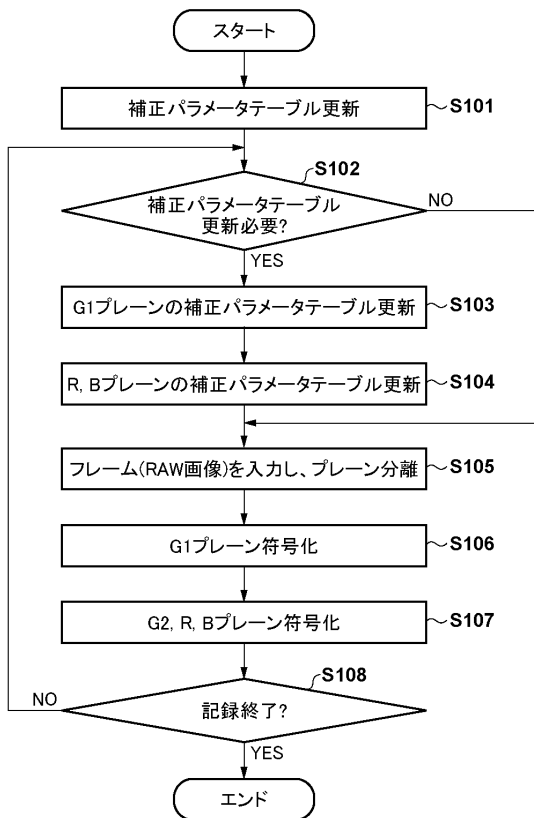 スタート
補正パラメータテーブル更新
S101
S102
補正パラメータテーブル
更新必要?
NO
YES
G1プレーンの補正パラメータテーブル更新
S103
R, Bプレーンの補正パラメータテーブル更新
S104
フレーム(RAW画像)を入力し、プレーン分離
S105
G1プレーン符号化
S106
G2, R, Bプレーン符号化
S107
S108
NO
記録終了?
YES
エンド